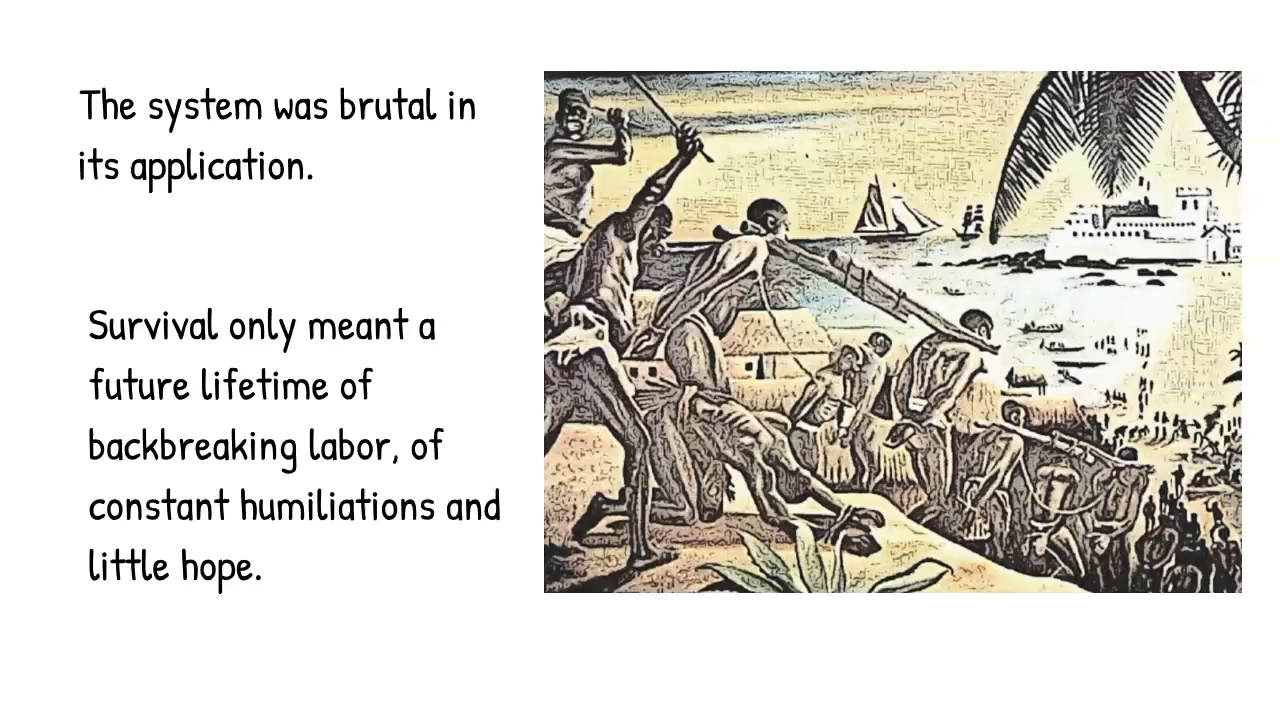 The system was brutal in
its application.
Survival only meant a
future lifetime of
backbreaking labor, of
constant humiliations and
little hope.